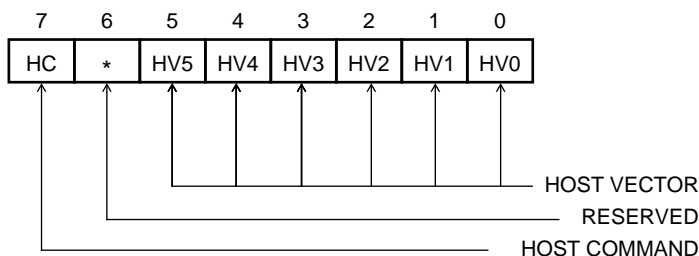 7 6 5 4 3 2 1 0
HC * HV5 HV4 HV3 HV2 HV1 HV0
HOST VECTOR
RESERVED
HOST COMMAND